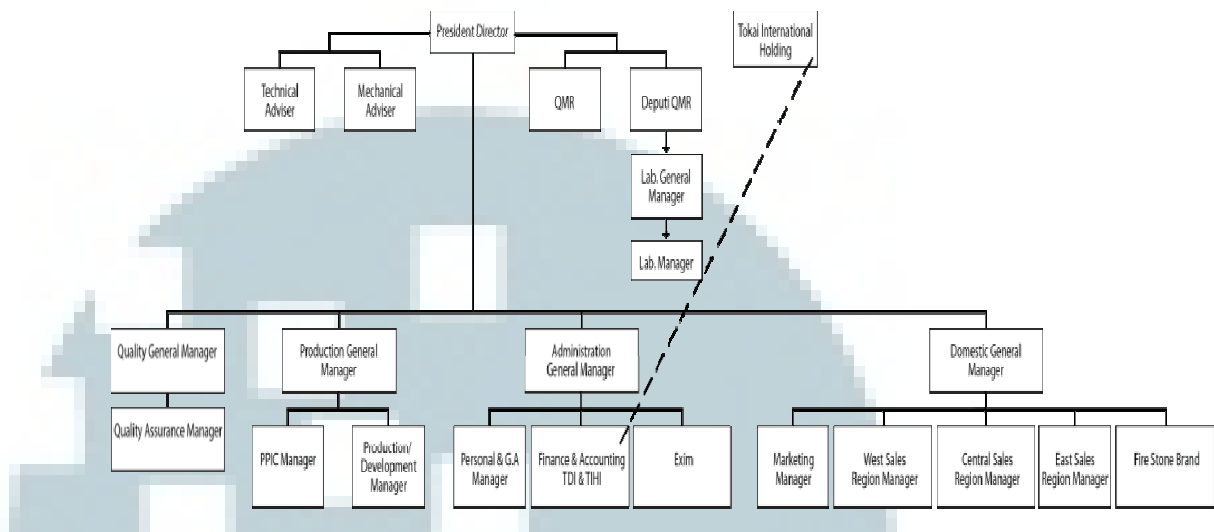 President Director
Tokai International
Holding
Technical
Adviser
Mechanical
Adviser
QMR
Deputi QMR
Lab. General
Manager
Lab. Manager
Quality General Manager
Production General
Manager
Administration
General Manager
Domestic General
Manager
Quality Assurance Manager
PPIC Manager
Production/
Development
Manager
Personal & G.A
Manager
Finance & Accounting
TDI & TIHI
Exim
Marketing
Manager
West Sales
Region Manager
Central Sales
Region Manager
East Sales
Region Manager
Fire Stone Brand